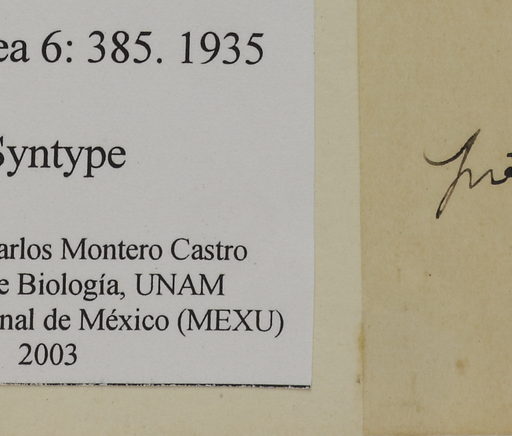 ea 6: 385. 1935
Syntype
arlos Montero Castro
e Biología, UNAM
nal de México (MEXU)
2003